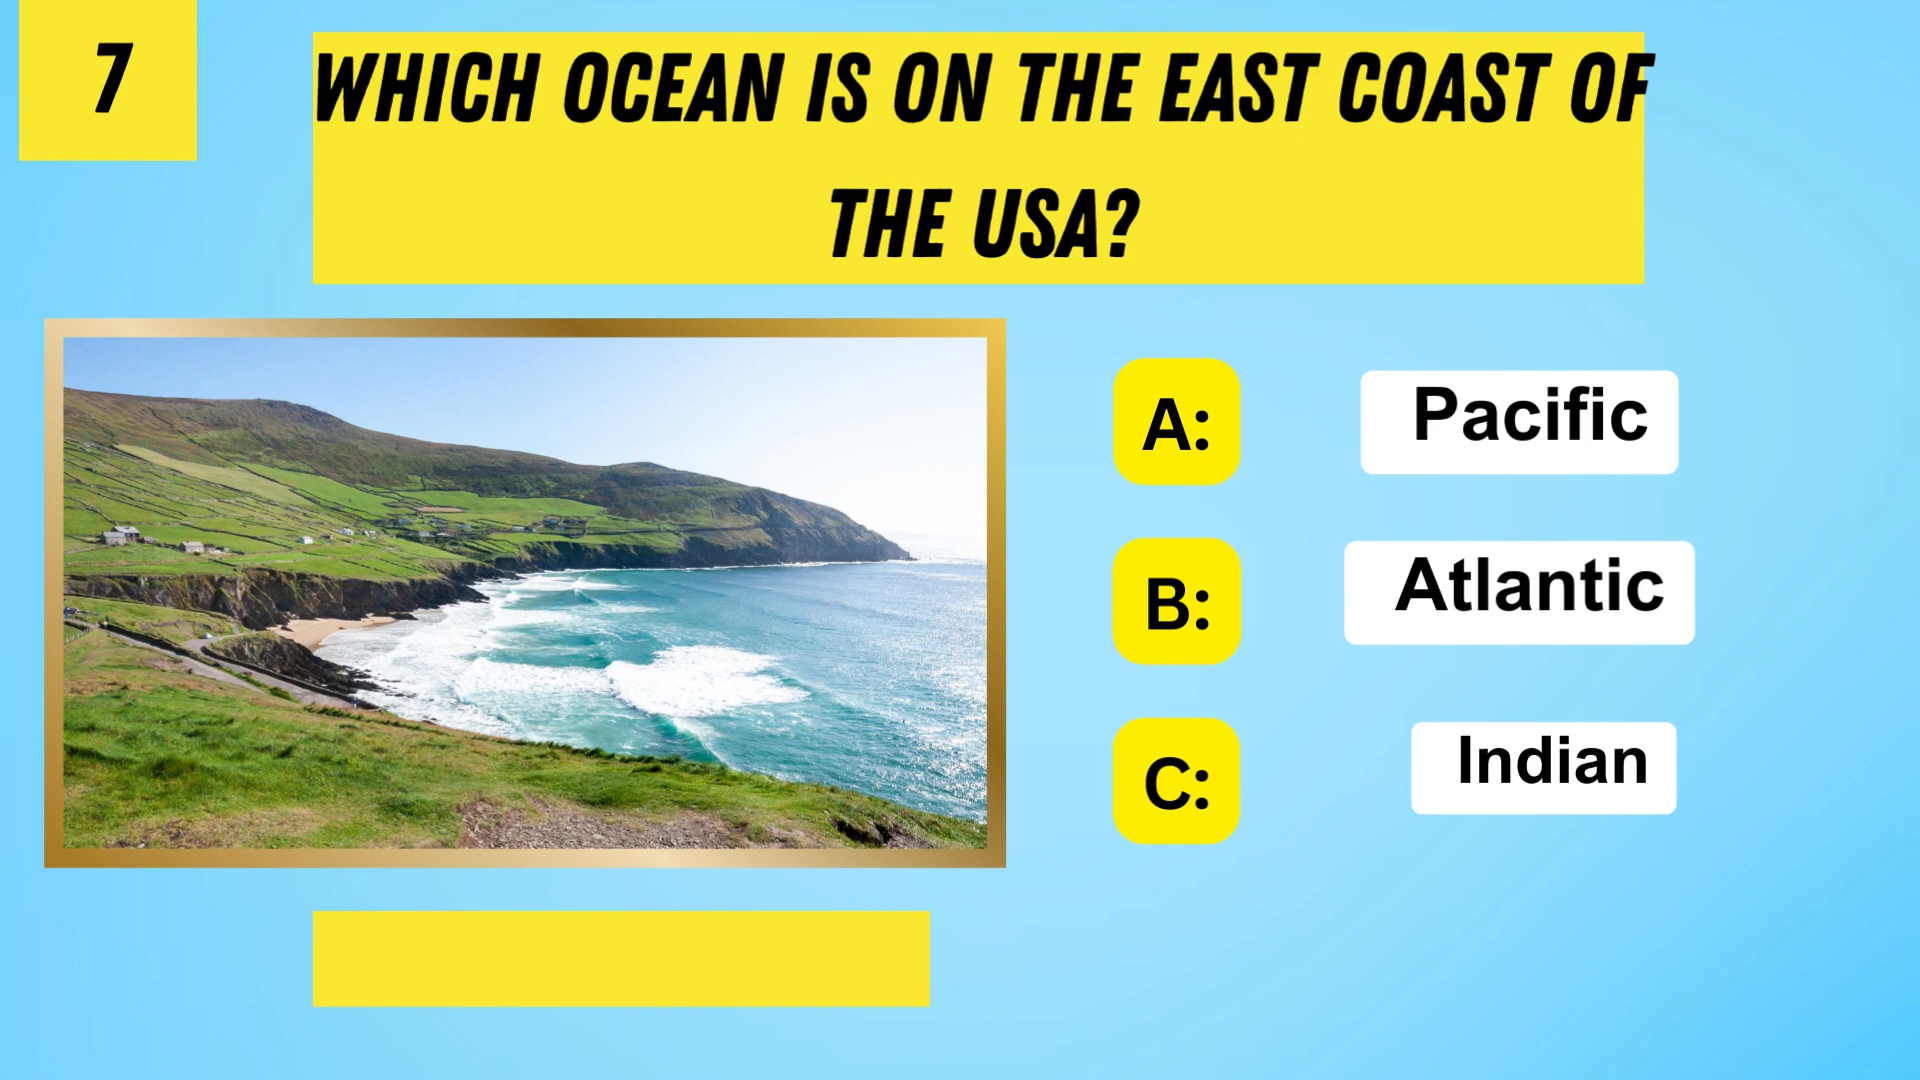 7
WHICH OCEAN IS ON THE EAST COAST OF
THE USA?
A: Pacific
B: Atlantic
C: Indian